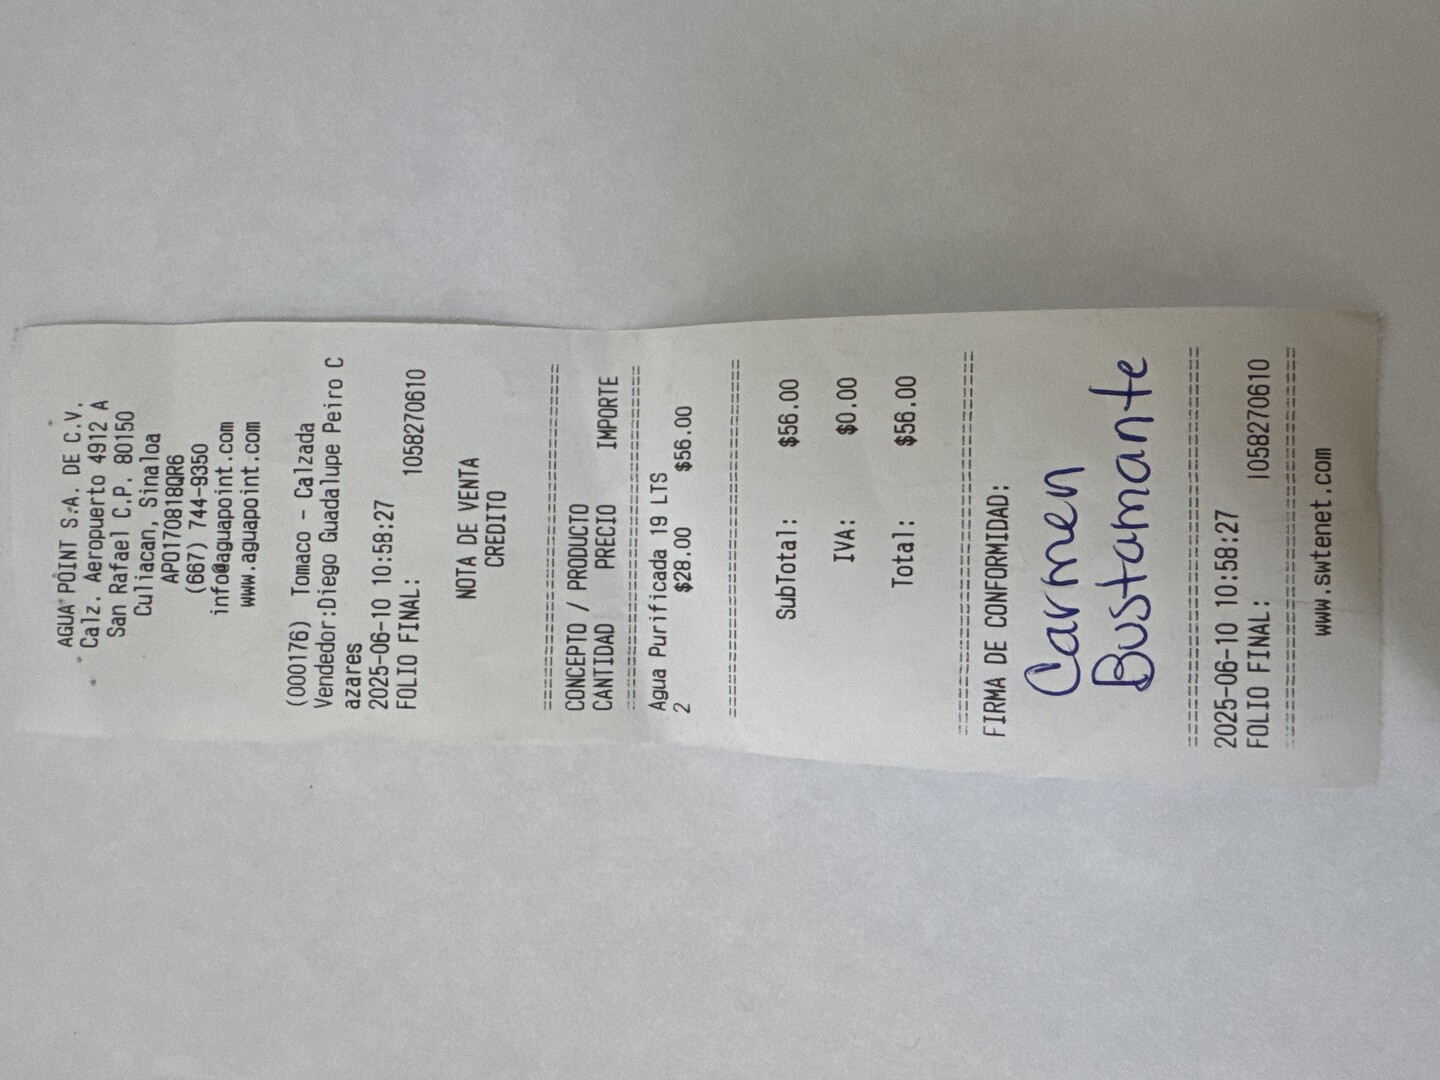 AGUA POINT S.A. DE C.V.
Calz. Aeropuerto 4912 A
San Rafael C.P. 80150
Culiacan, Sinaloa
APO170818QR6
(667) 744-9350
info@aguapoint.com
www.aguapoint.com
(000176) Tomaco - Calzada
Vendedor:Diego Guadalupe Peiro C
azares
2025-06-10 10:58:27
FOLIO FINAL: 1058270610
NOTA DE VENTA
CREDITO
================================
CONCEPTO / PRODUCTO
CANTIDAD PRECIO IMPORTE
================================
Agua Purificada 19 LTS
2 $28.00 $56.00
================================
SubTotal: $56.00
IVA: $0.00
Total: $56.00
================================
FIRMA DE CONFORMIDAD:
Carmen
Bustamante
================================
2025-06-10 10:58:27
FOLIO FINAL: 1058270610
================================
www.swtenet.com